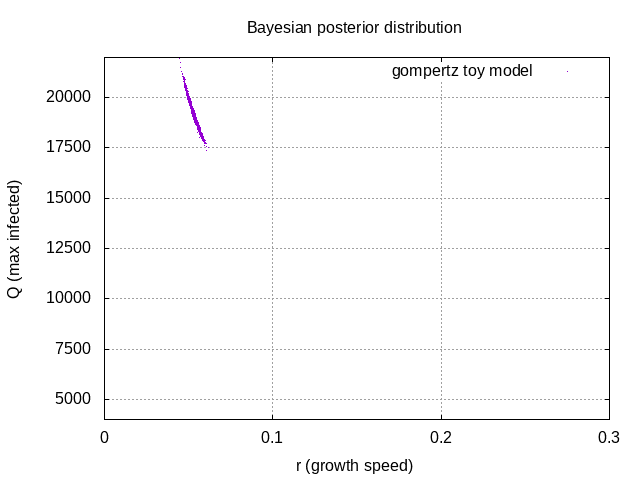 Bayesian posterior distribution
gompertz toy model
20000
17500
15000
12500
10000
7500
5000
Q (max infected)
0
0.1
0.2
0.3
r (growth speed)